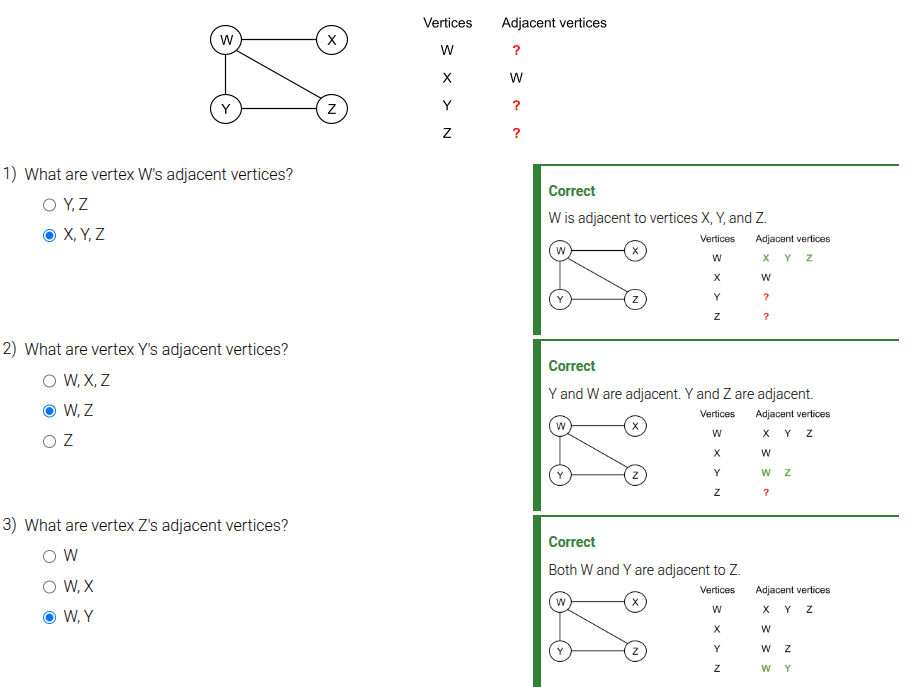 W X Y Z
Vertices Adjacent vertices
W ?
X W
Y ?
Z ?
1) What are vertex W's adjacent vertices?
Y, Z
X, Y, Z
Correct
W is adjacent to vertices X, Y, and Z.
W X Y Z
Vertices Adjacent vertices
W X Y Z
X W
Y ?
Z ?
2) What are vertex Y's adjacent vertices?
W, X, Z
W, Z
Z
Correct
Y and W are adjacent. Y and Z are adjacent.
W X Y Z
Vertices Adjacent vertices
W X Y Z
X W
Y W Z
Z ?
3) What are vertex Z's adjacent vertices?
W
W, X
W, Y
Correct
Both W and Y are adjacent to Z.
W X Y Z
Vertices Adjacent vertices
W X Y Z
X W
Y W Z
Z W Y